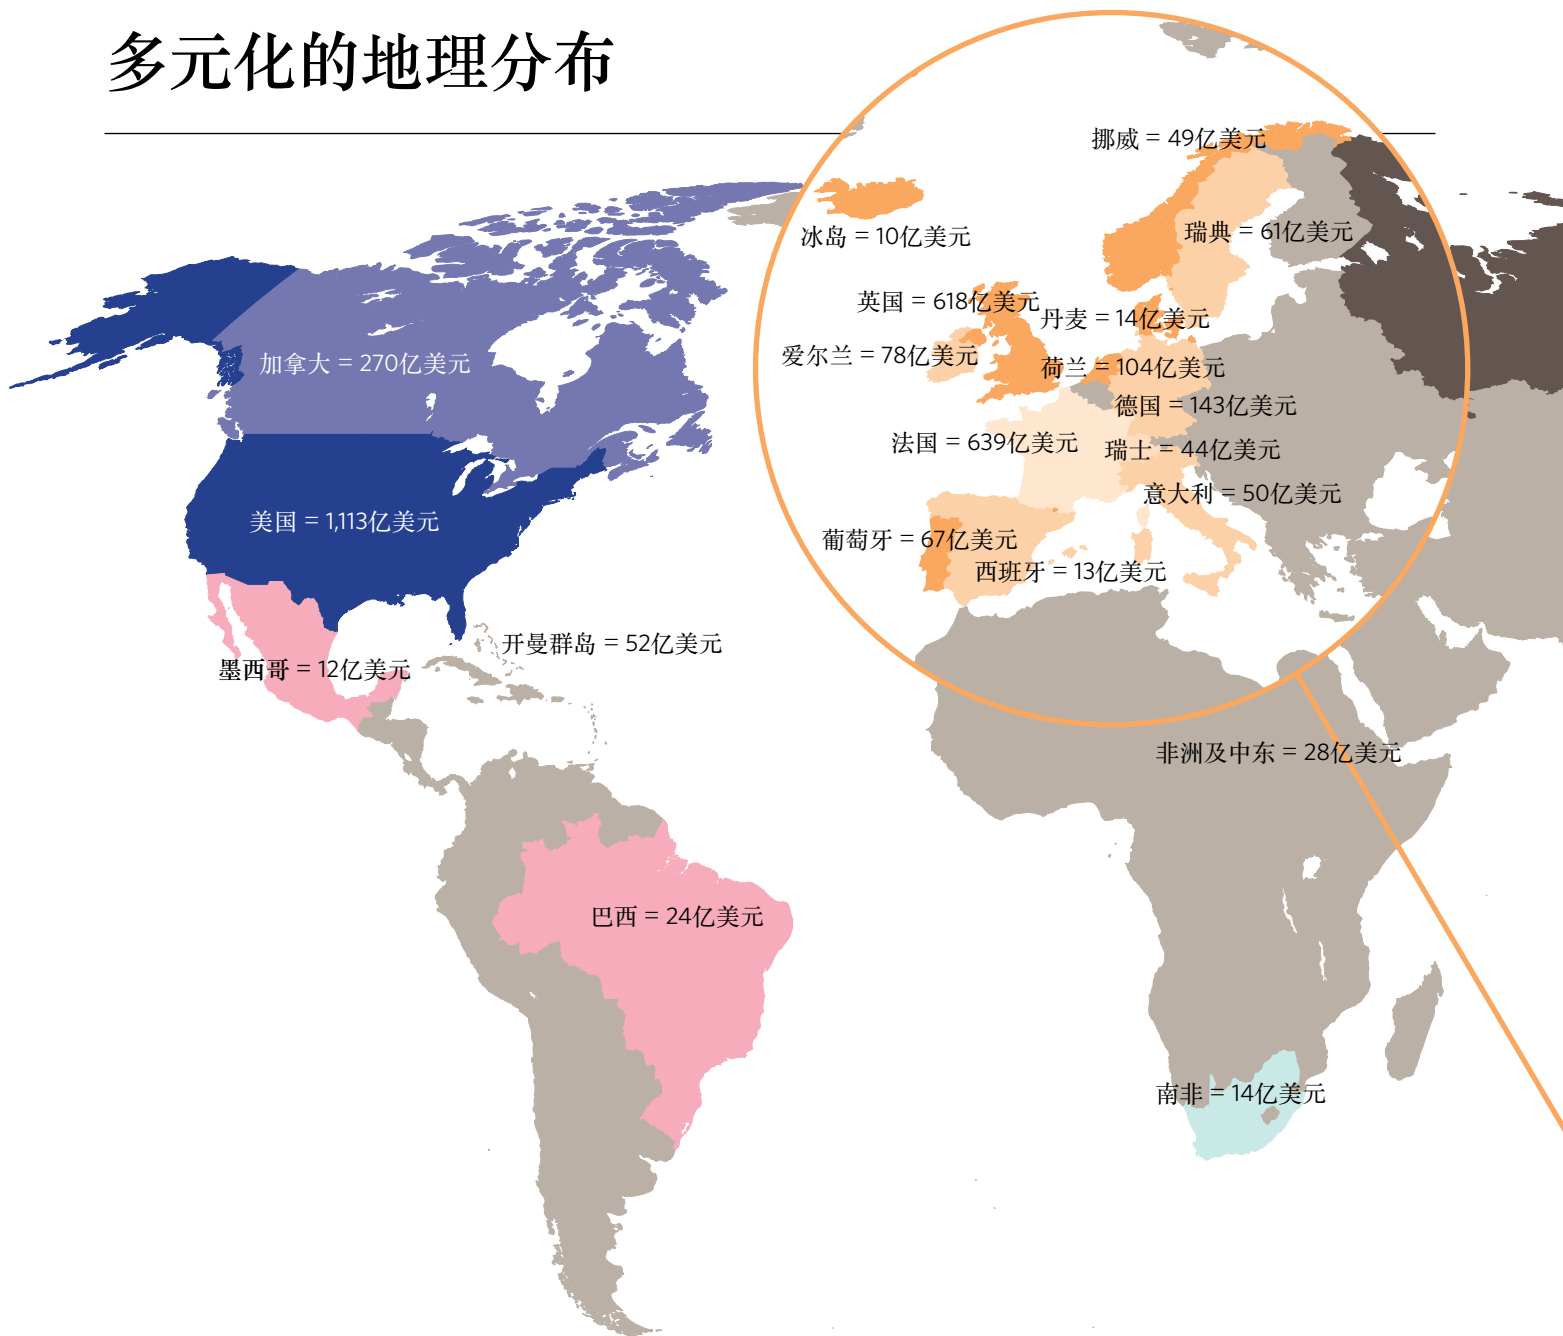 多元化的地理分布
挪威 = 49亿美元
冰岛 = 10亿美元
瑞典 = 61亿美元
英国 = 618亿美元
丹麦 = 14亿美元
爱尔兰 = 78亿美元
荷兰 = 104亿美元
加拿大 = 270亿美元
德国 = 143亿美元
法国 = 639亿美元
瑞士 = 44亿美元
意大利 = 50亿美元
美国 = 1,113亿美元
葡萄牙 = 67亿美元
西班牙 = 13亿美元
开曼群岛 = 52亿美元
墨西哥 = 12亿美元
非洲及中东 = 28亿美元
巴西 = 24亿美元
南非 = 14亿美元